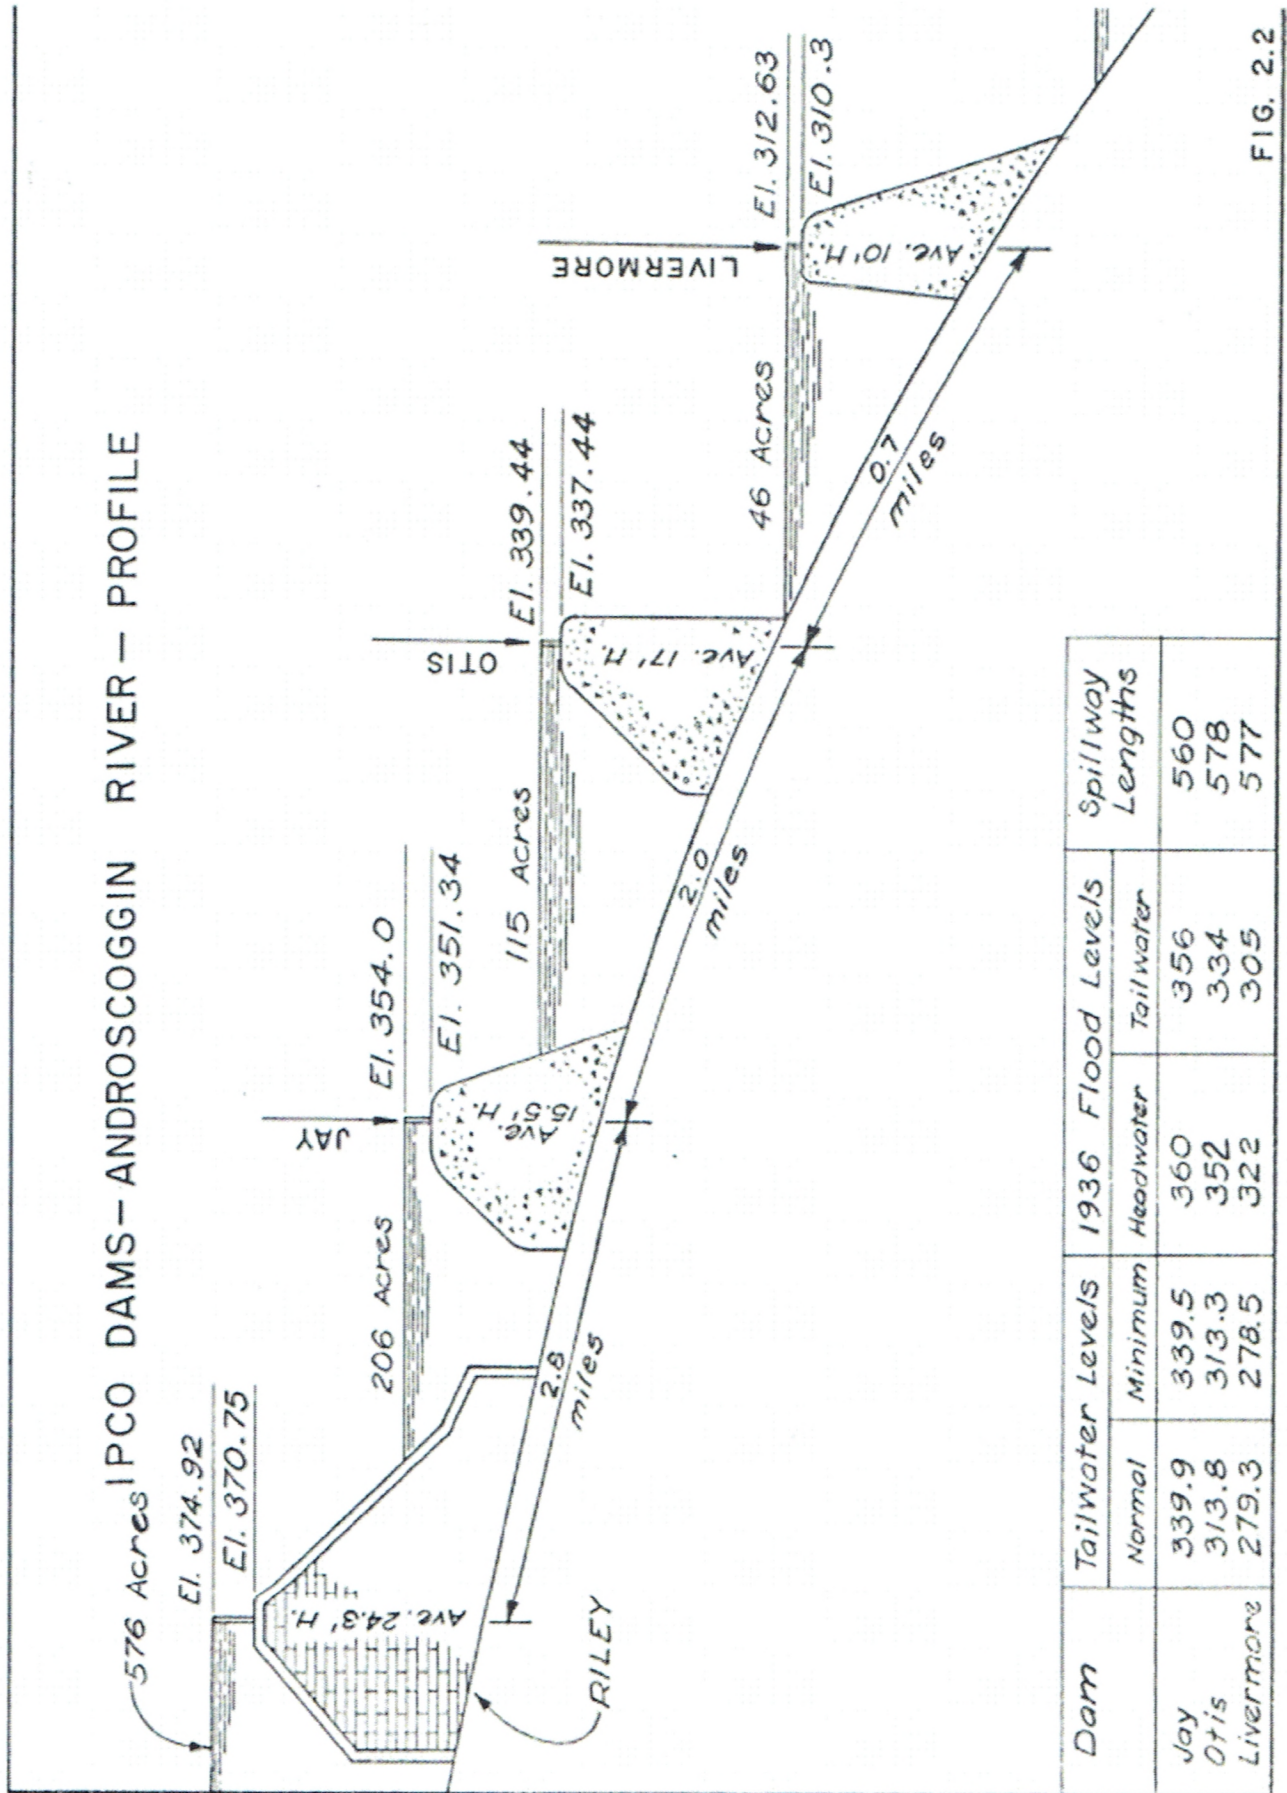 IPCO DAMS – ANDROSCOGGIN RIVER – PROFILE
576 Acres
El. 374.92
El. 370.75
Ave. 24.3' H.
RILEY
2.8
miles
206 Acres
JAY
El. 354.0
El. 351.34
Ave.
15.5' H.
2.0
miles
115 Acres
OTIS
El. 339.44
El. 337.44
Ave. 17' H.
0.7
miles
46 Acres
LIVERMORE
El. 312.63
El. 310.3
Ave. 10' H.
Dam Tailwater Levels 1936 Flood Levels Spillway Lengths
Normal Minimum Headwater Tailwater
Jay 339.9 339.5 360 356 560
Otis 313.8 313.3 352 334 578
Livermore 279.3 278.5 322 305 577
FIG. 2.2